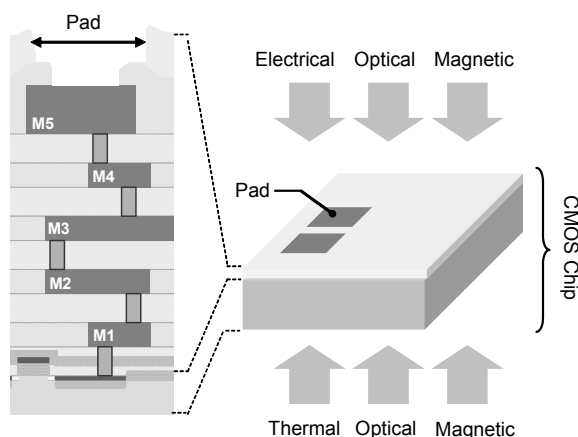 Pad
M5
M4
M3
M2
M1
Electrical Optical Magnetic
Pad
CMOS Chip
Thermal Optical Magnetic